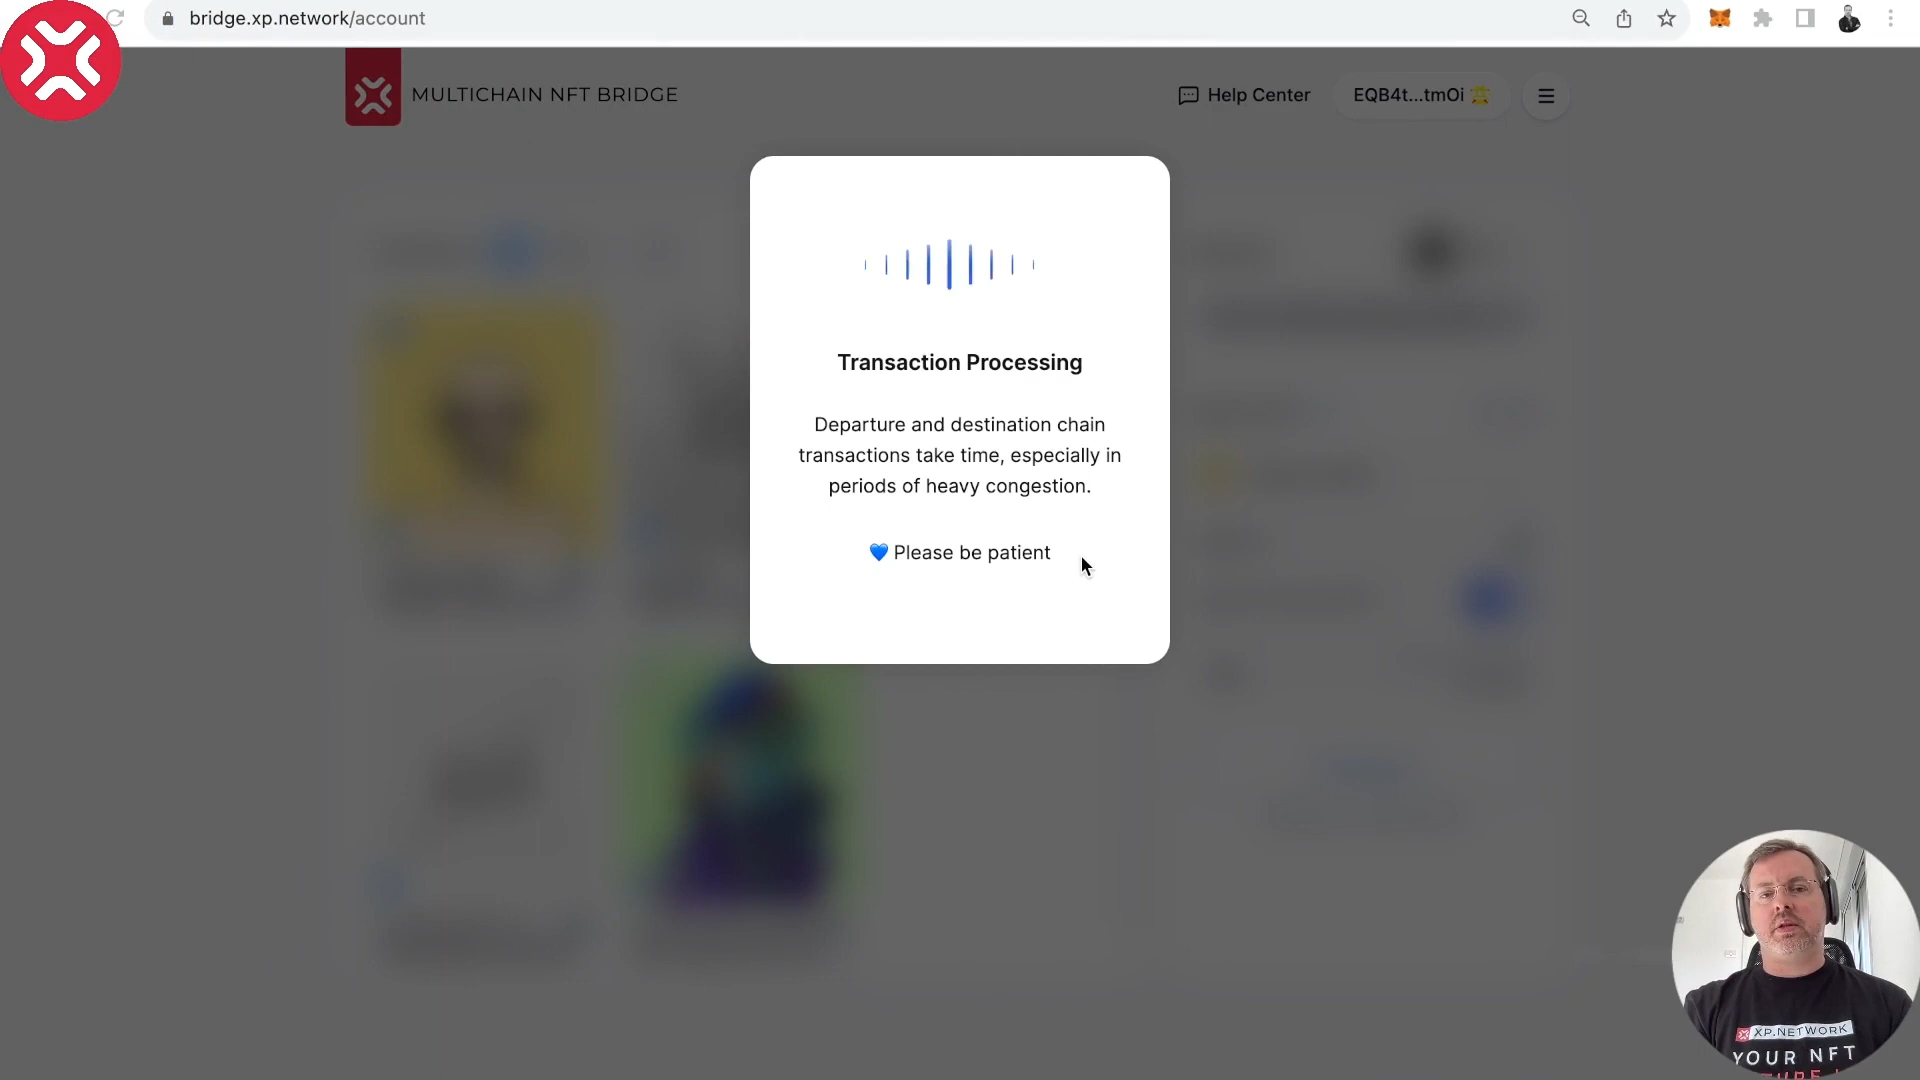 bridge.xp.network/account
MULTICHAIN NFT BRIDGE
Help Center
EQB4t...tmOi
Transaction Processing
Departure and destination chain
transactions take time, especially in
periods of heavy congestion.
💙 Please be patient
XP.NETWORK
YOUR NFT